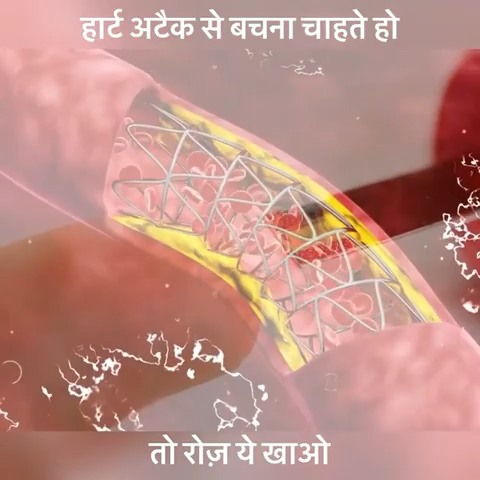 हार्ट अटैक से बचना चाहते हो
तो रोज़ ये खाओ